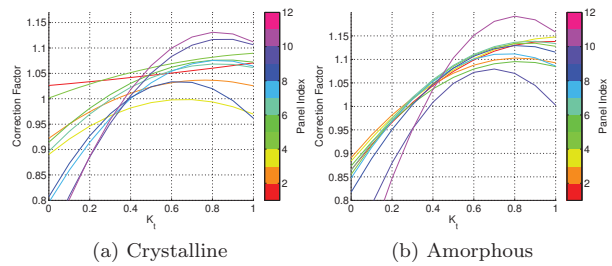 1.15
1.1
1.05
1
0.95
0.9
0.85
0.8
Correction Factor
0 0.2 0.4 0.6 0.8 1
K_t
12
10
8
6
4
2
Panel Index
(a) Crystalline
1.15
1.1
1.05
1
0.95
0.9
0.85
0.8
Correction Factor
0 0.2 0.4 0.6 0.8 1
K_t
12
10
8
6
4
2
Panel Index
(b) Amorphous